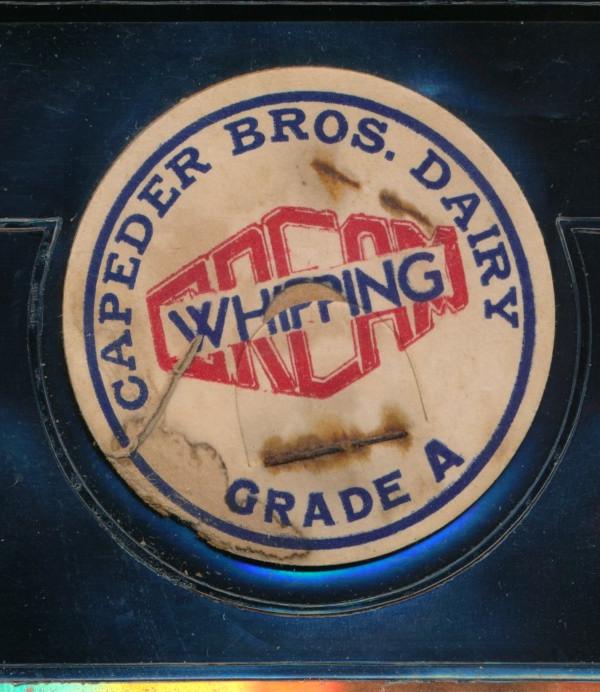 CAPEDER BROS. DAIRY
CREAM
WHIPPING
GRADE A